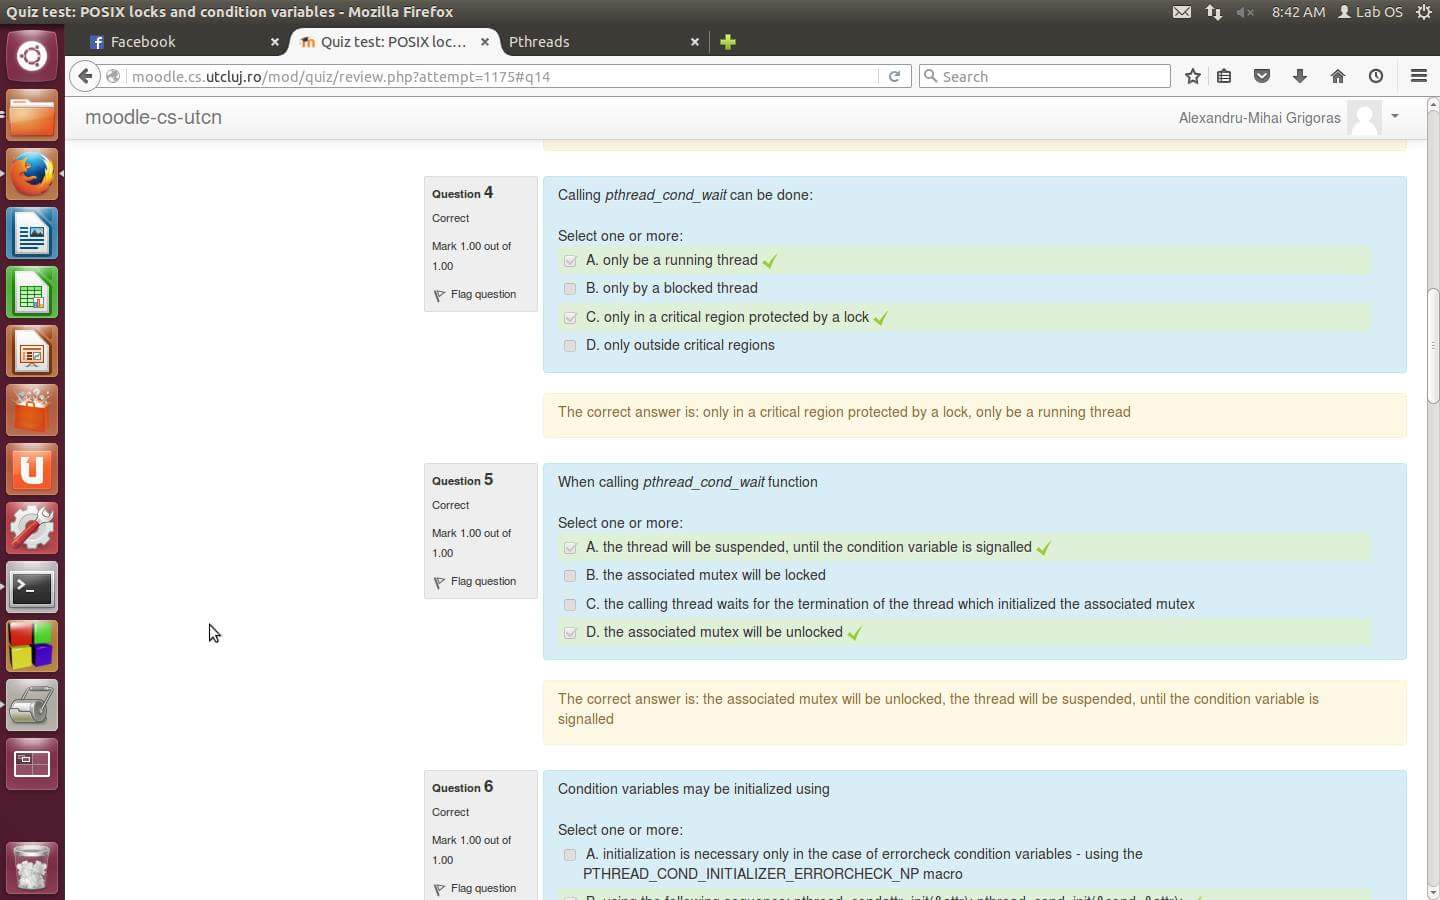 Quiz test: POSIX locks and condition variables - Mozilla Firefox
8:42 AM Lab OS
Facebook
Quiz test: POSIX loc...
Pthreads
moodle.cs.utcluj.ro/mod/quiz/review.php?attempt=1175#q14
Search
moodle-cs-utcn
Alexandru-Mihai Grigoras
Question 4
Correct
Mark 1.00 out of
1.00
Flag question
Calling pthread_cond_wait can be done:
Select one or more:
A. only be a running thread
B. only by a blocked thread
C. only in a critical region protected by a lock
D. only outside critical regions
The correct answer is: only in a critical region protected by a lock, only be a running thread
Question 5
Correct
Mark 1.00 out of
1.00
Flag question
When calling pthread_cond_wait function
Select one or more:
A. the thread will be suspended, until the condition variable is signalled
B. the associated mutex will be locked
C. the calling thread waits for the termination of the thread which initialized the associated mutex
D. the associated mutex will be unlocked
The correct answer is: the associated mutex will be unlocked, the thread will be suspended, until the condition variable is
signalled
Question 6
Correct
Mark 1.00 out of
1.00
Flag question
Condition variables may be initialized using
Select one or more:
A. initialization is necessary only in the case of errorcheck condition variables - using the
PTHREAD_COND_INITIALIZER_ERRORCHECK_NP macro